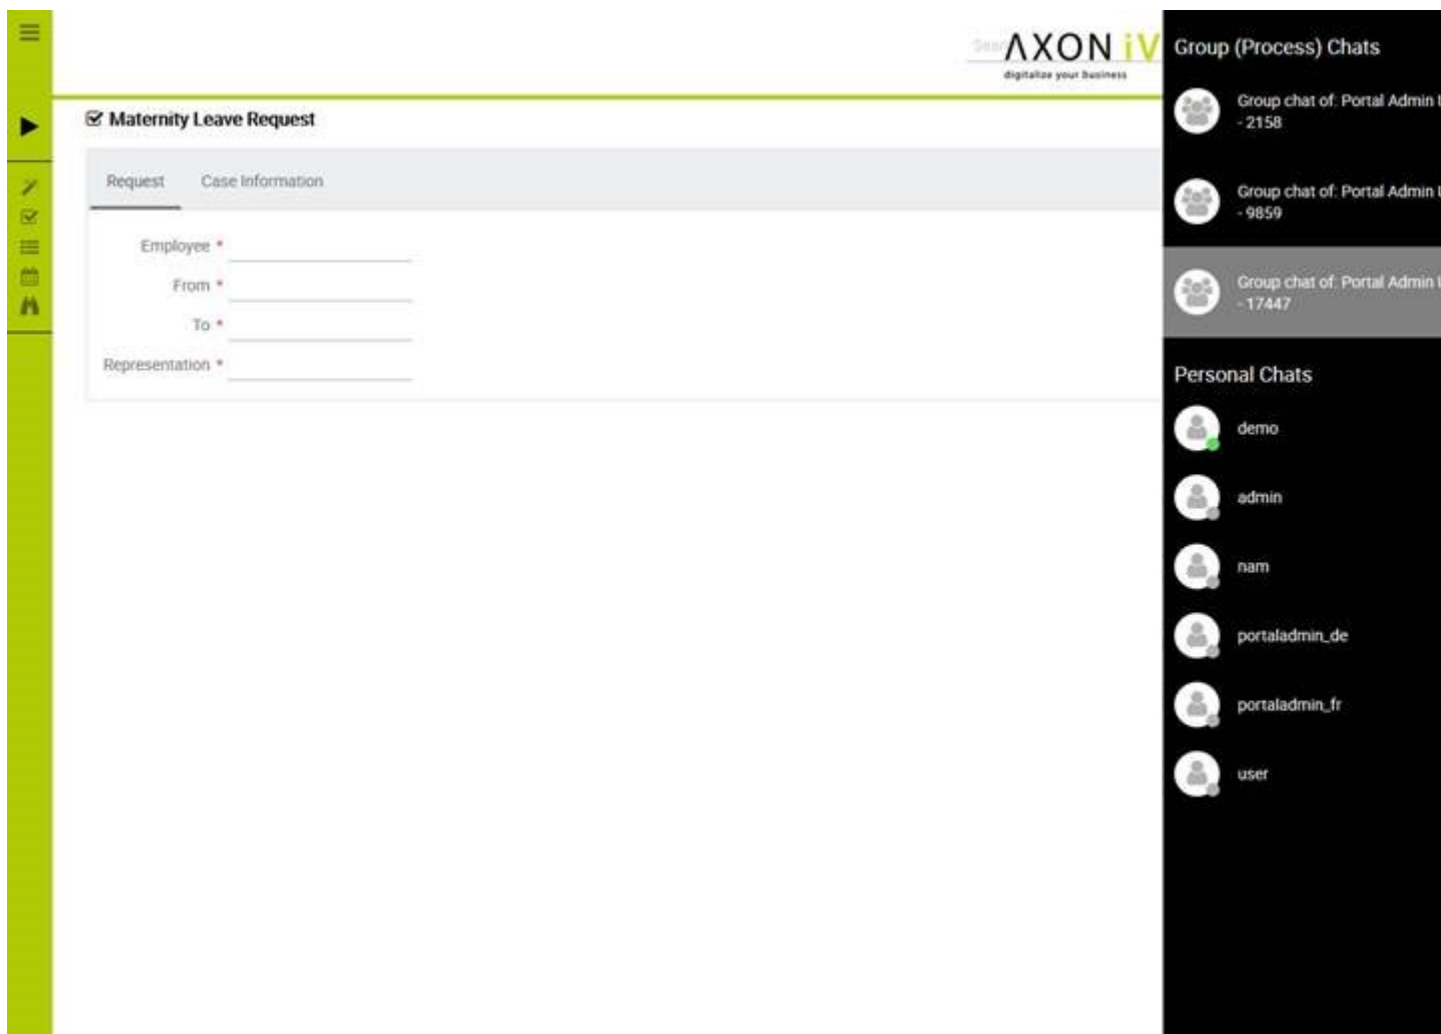 AXON iV
digitalize your business
Maternity Leave Request
Request
Case Information
Employee *
From *
To *
Representation *
Group (Process) Chats
Group chat of: Portal Admin
- 2158
Group chat of: Portal Admin
- 9859
Group chat of: Portal Admin
- 17447
Personal Chats
demo
admin
nam
portaladmin_de
portaladmin_fr
user